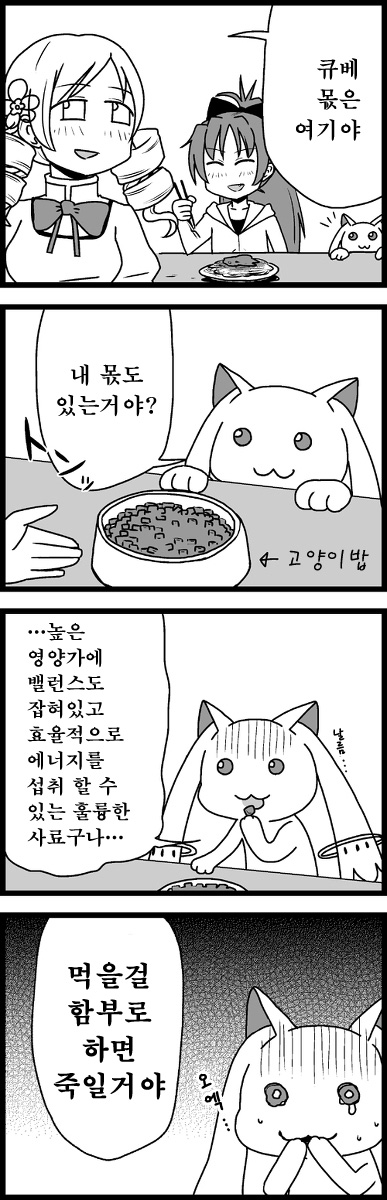 큐베
몫은
여기야
내 몫도
있는거야?
← 고양이밥
…높은
영양가에
밸런스도
잡혀있고
효율적으로
에너지를
섭취 할 수
있는 훌륭한
사료구나…
날름...
먹을걸
함부로
하면
죽일거야
오엑...